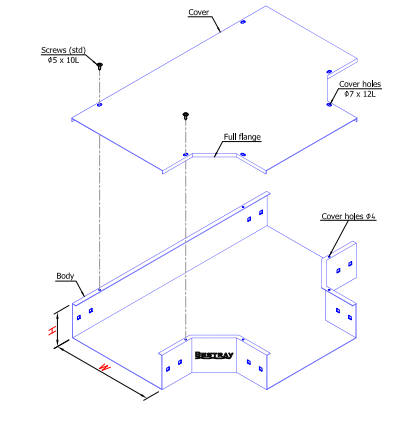 Cover
Screws (std)
Φ5 x 10L
Cover holes
Φ7 x 12L
Full flange
Cover holes Φ4
Body
H
W
BESTRAY